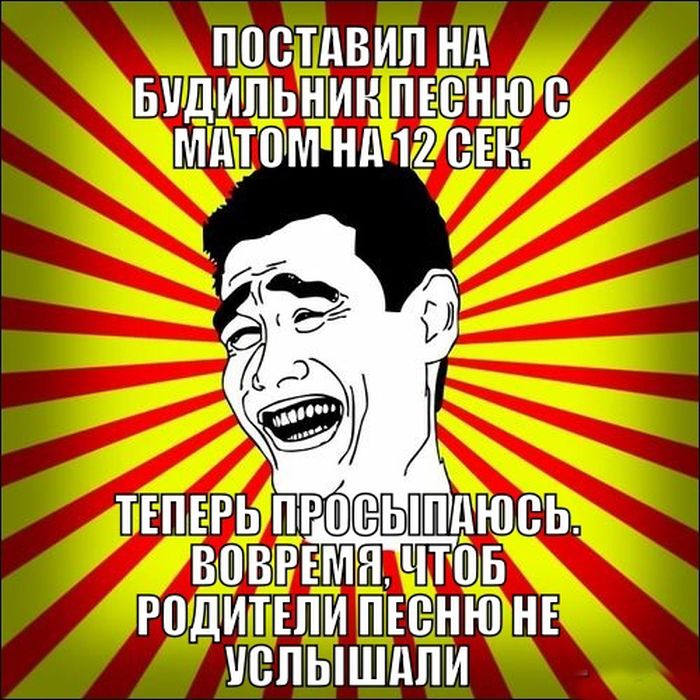 ПОСТАВИЛ НА
БУДИЛЬНИК ПЕСНЮ С
МАТОМ НА 12 СЕК.
ТЕПЕРЬ ПРОСЫПАЮСЬ.
ВОВРЕМЯ, ЧТОБ
РОДИТЕЛИ ПЕСНЮ НЕ
УСЛЫШАЛИ